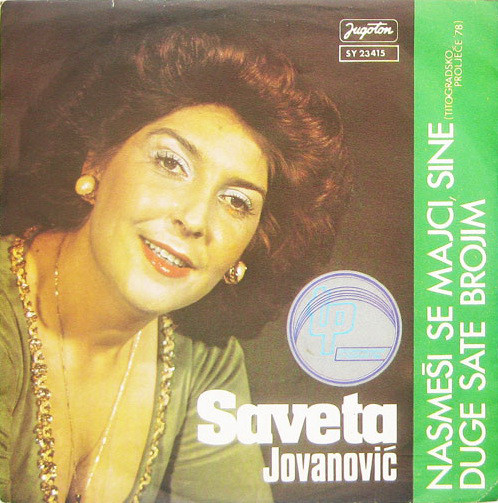 Jugoton
SY 23415
NASMEŠI SE MAJCI, SINE
(TITOGRADSKO
PROLJEĆE 78)
DUGE SATE BROJIM
Saveta
Jovanović